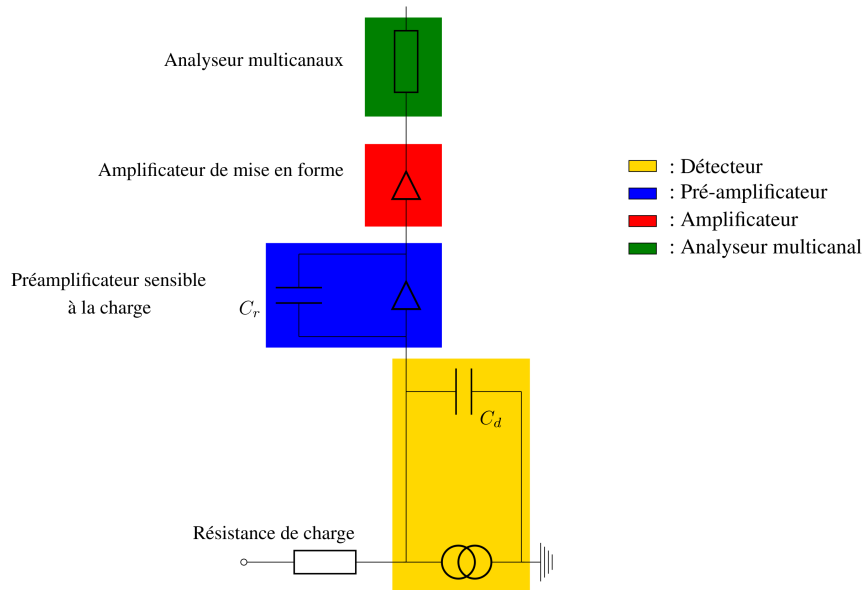 Analyseur multicanaux
Amplificateur de mise en forme
Préamplificateur sensible
à la charge
C_r
C_d
Résistance de charge
: Détecteur
: Pré-amplificateur
: Amplificateur
: Analyseur multicanal